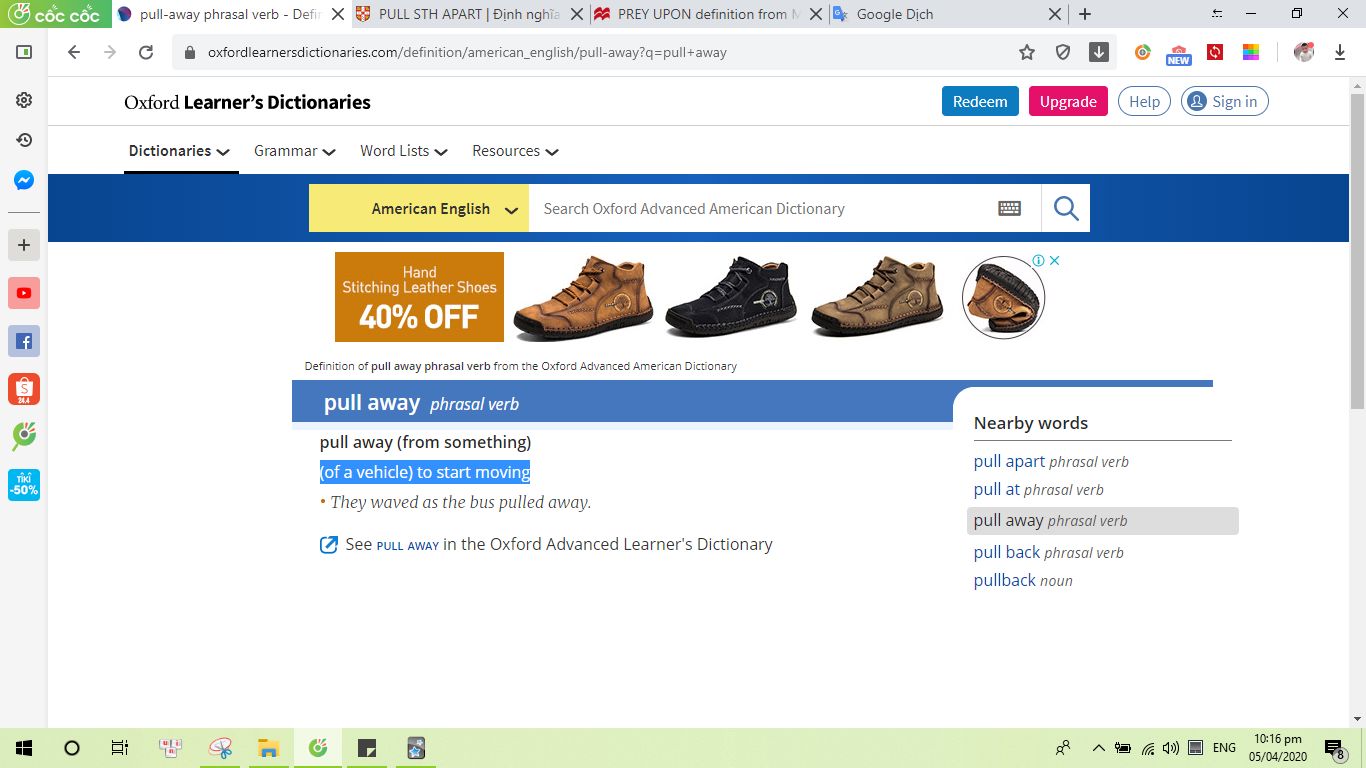 cốc cốc
pull-away phrasal verb - Defin
PULL STH APART | Định nghĩa
PREY UPON definition from M
Google Dịch
oxfordlearnersdictionaries.com/definition/american_english/pull-away?q=pull+away
NEW
Oxford Learner's Dictionaries
Redeem
Upgrade
Help
Sign in
Dictionaries
Grammar
Word Lists
Resources
American English
Search Oxford Advanced American Dictionary
Hand
Stitching Leather Shoes
40% OFF
Definition of pull away phrasal verb from the Oxford Advanced American Dictionary
pull away phrasal verb
pull away (from something)
(of a vehicle) to start moving
• They waved as the bus pulled away.
See PULL AWAY in the Oxford Advanced Learner's Dictionary
Nearby words
pull apart phrasal verb
pull at phrasal verb
pull away phrasal verb
pull back phrasal verb
pullback noun
S
24.4
TiKi
-50%
ENG
10:16 pm
05/04/2020
8